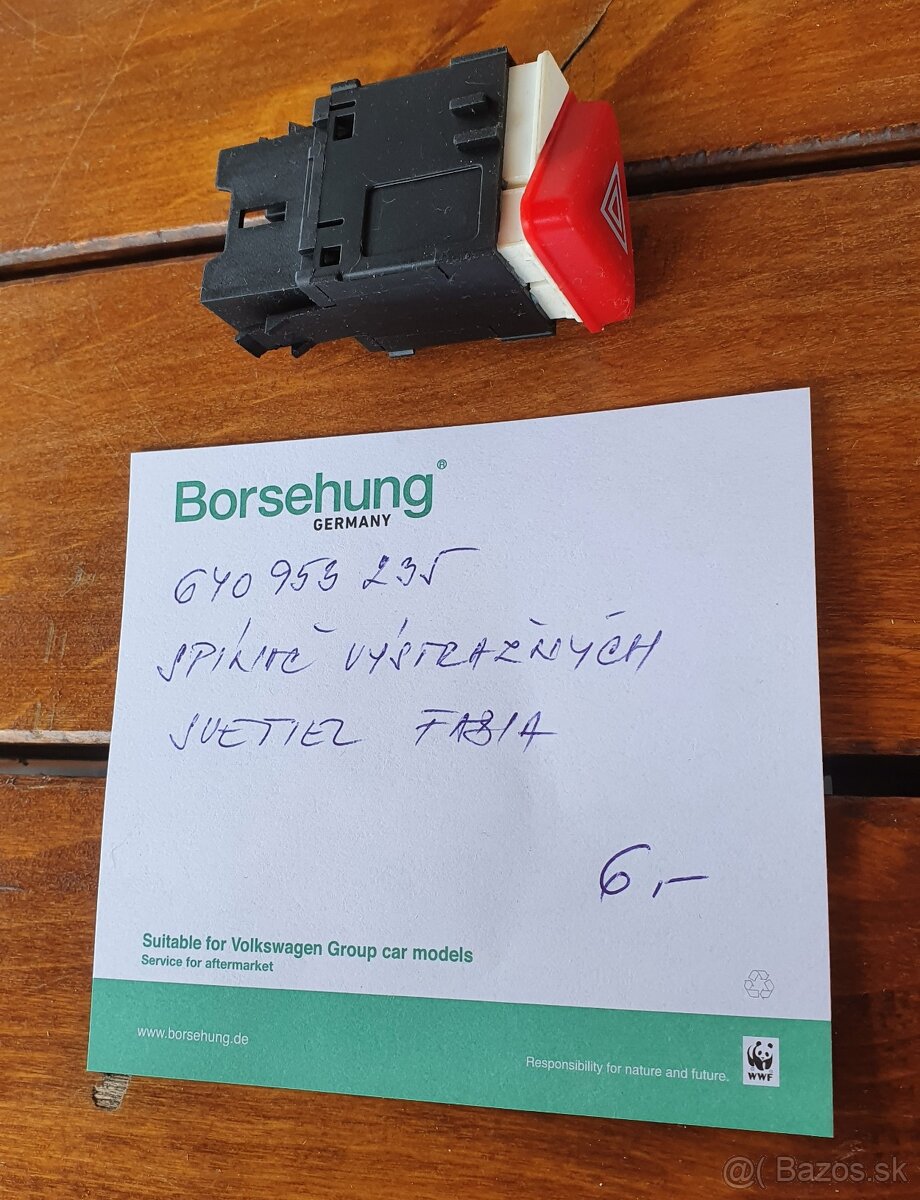 Borsehung®
GERMANY
6Y0 953 235
SPÍNAČ VÝSTRAŽNÝCH
SVETIEL FABIA
6,-
Suitable for Volkswagen Group car models
Service for aftermarket
www.borsehung.de
Responsibility for nature and future.
WWF
@( Bazos.sk